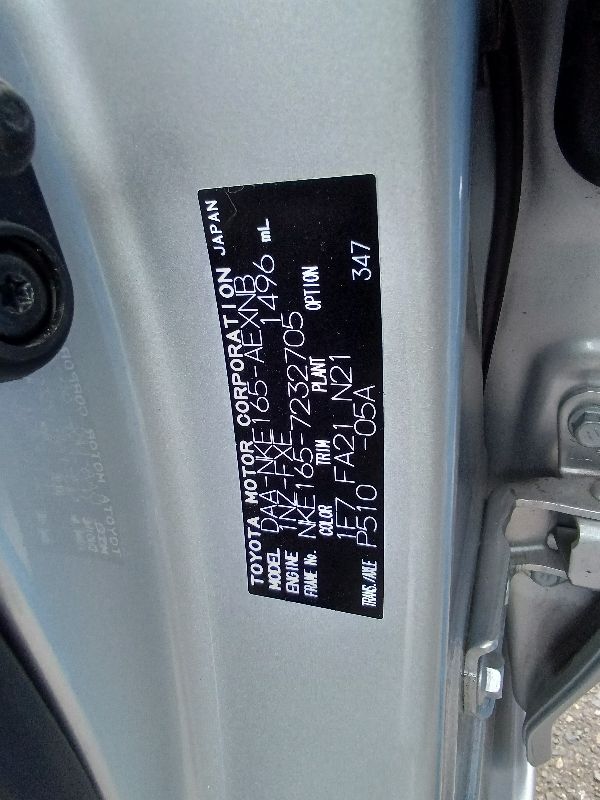 TOYOTA MOTOR CORPORATION JAPAN
MODEL DAA-NKE165-AEXNB
ENGINE 1NZ-FXE 1496 mL
FRAME No. NKE165-7232705
COLOR TRIM PLANT OPTION
1F7 FA21 N21
TRANS./AXLE P510 -05A 347